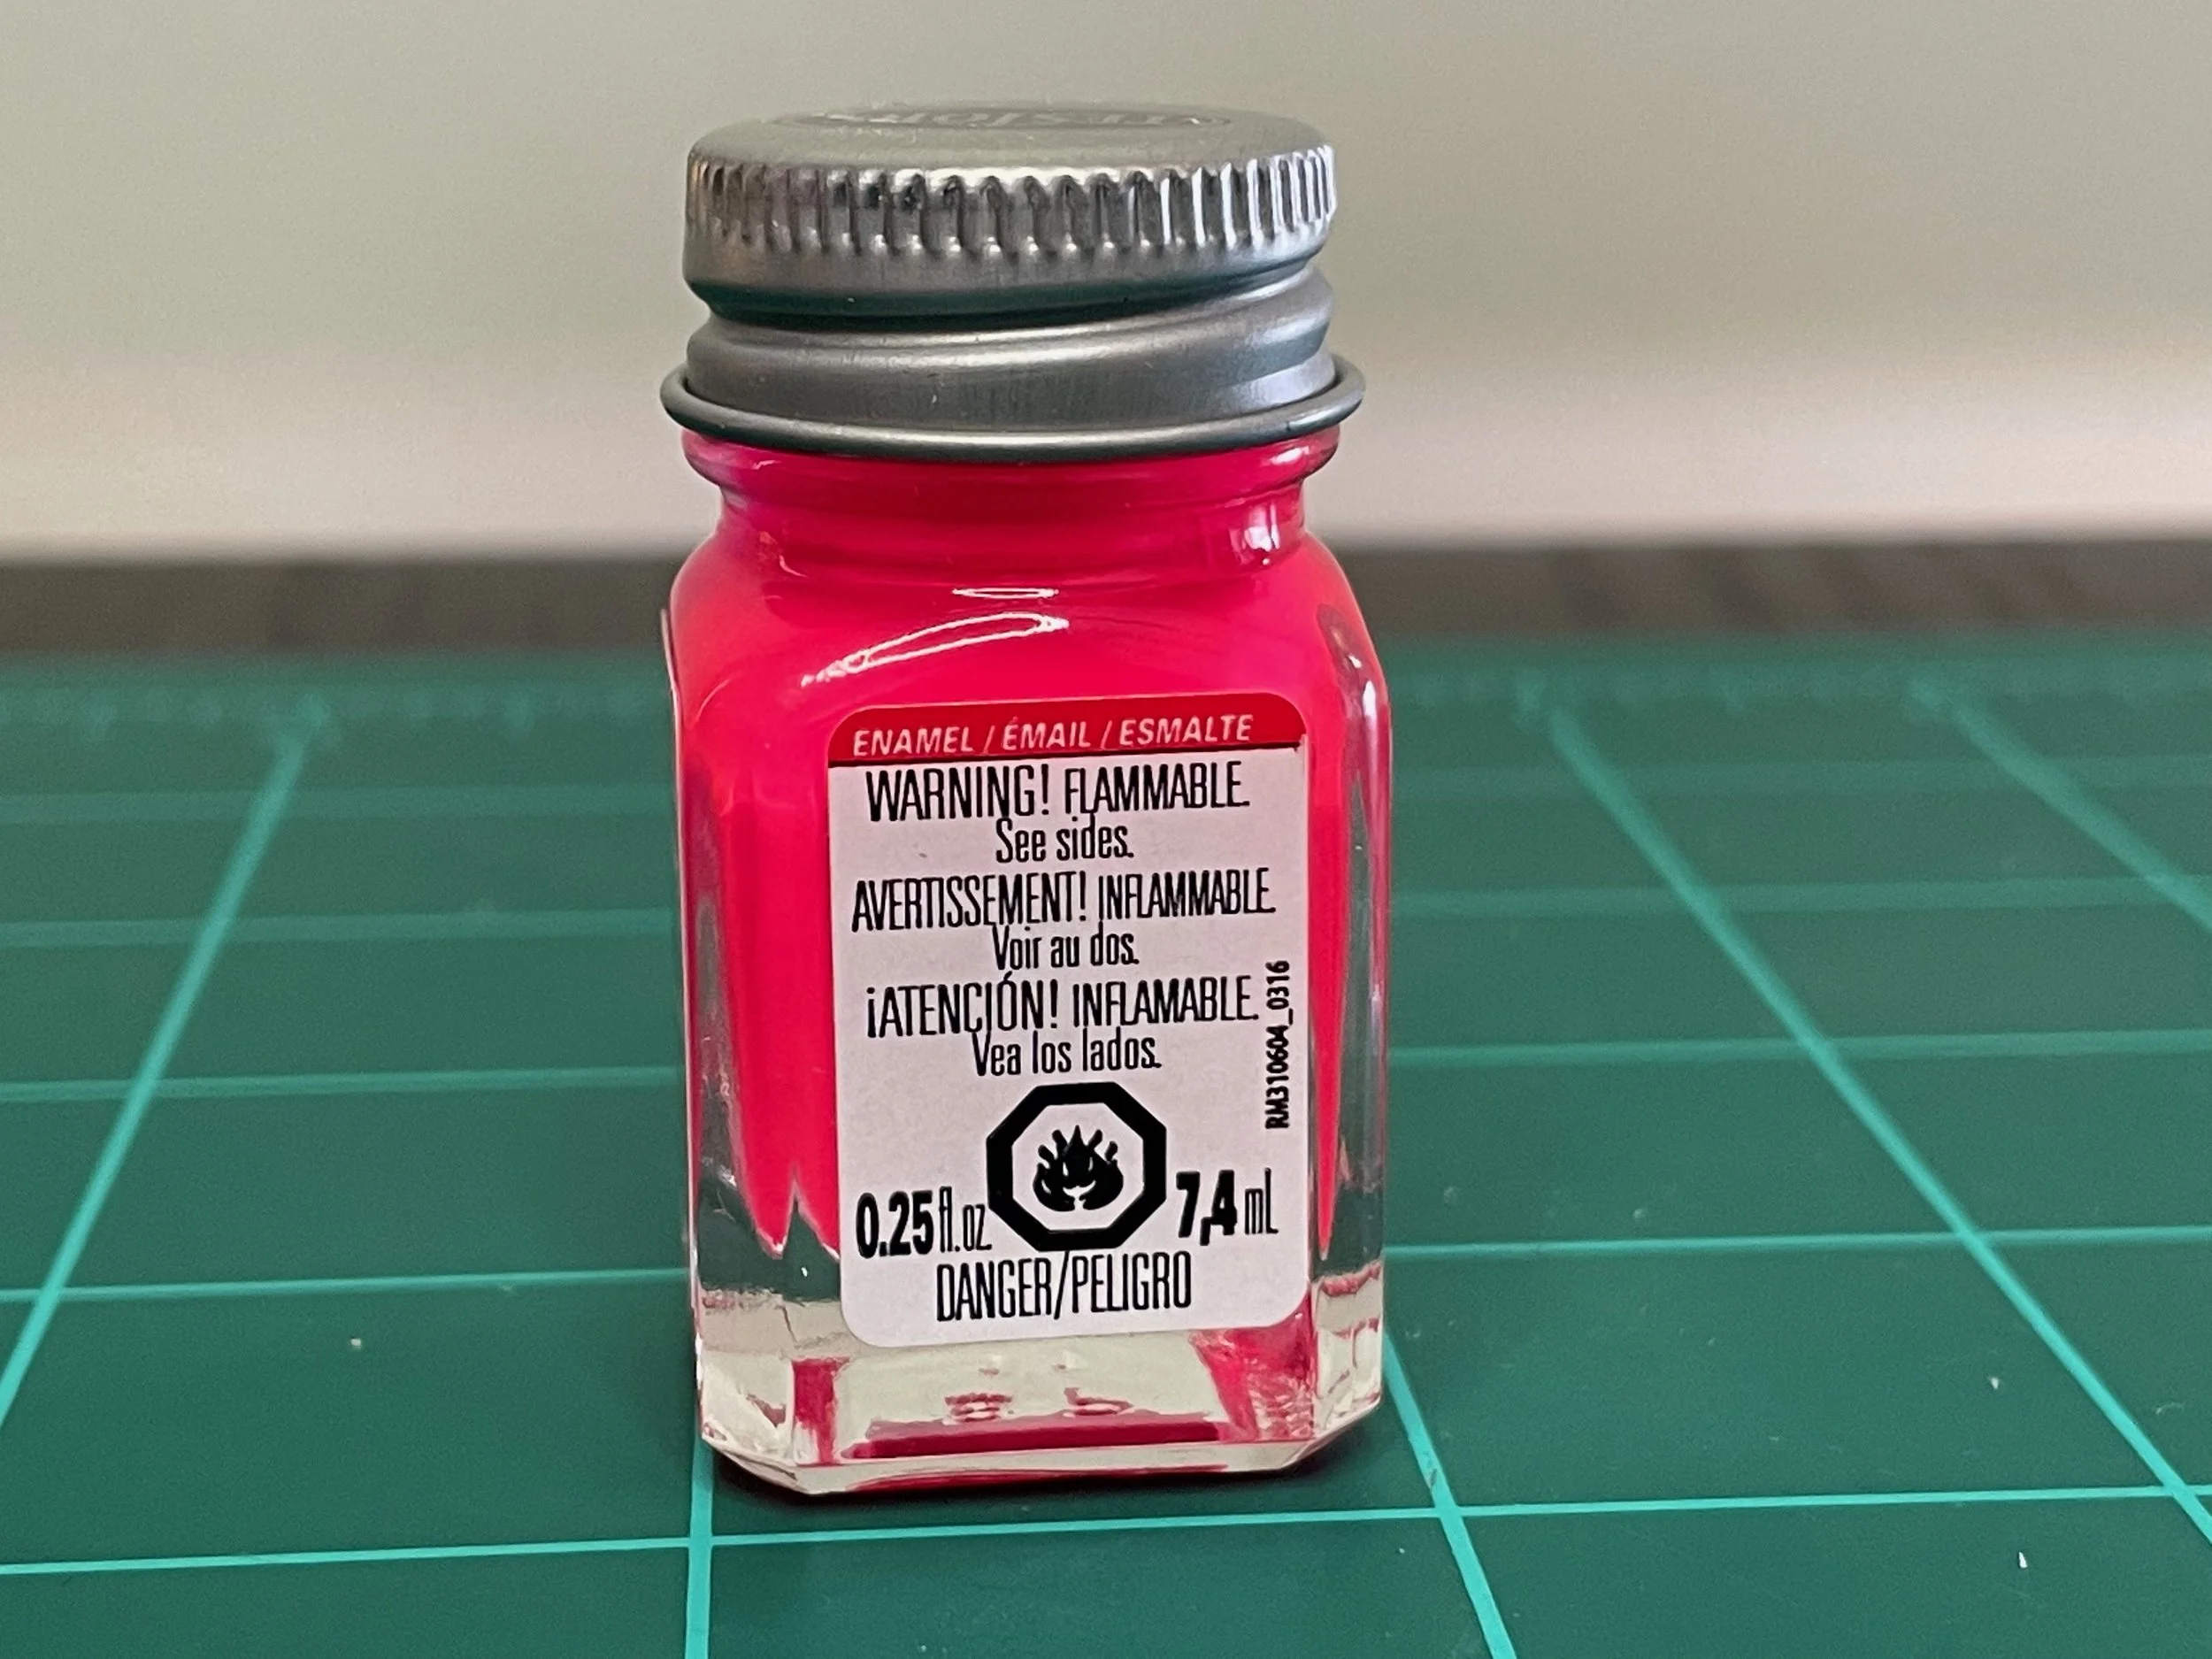 ENAMEL / ÉMAIL / ESMALTE
WARNING! FLAMMABLE.
See sides.
AVERTISSEMENT! INFLAMMABLE.
Voir au dos.
¡ATENCIÓN! INFLAMABLE.
Vea los lados.
RM310604_0316
0.25 fl. oz. 7,4 mL
DANGER/PELIGRO